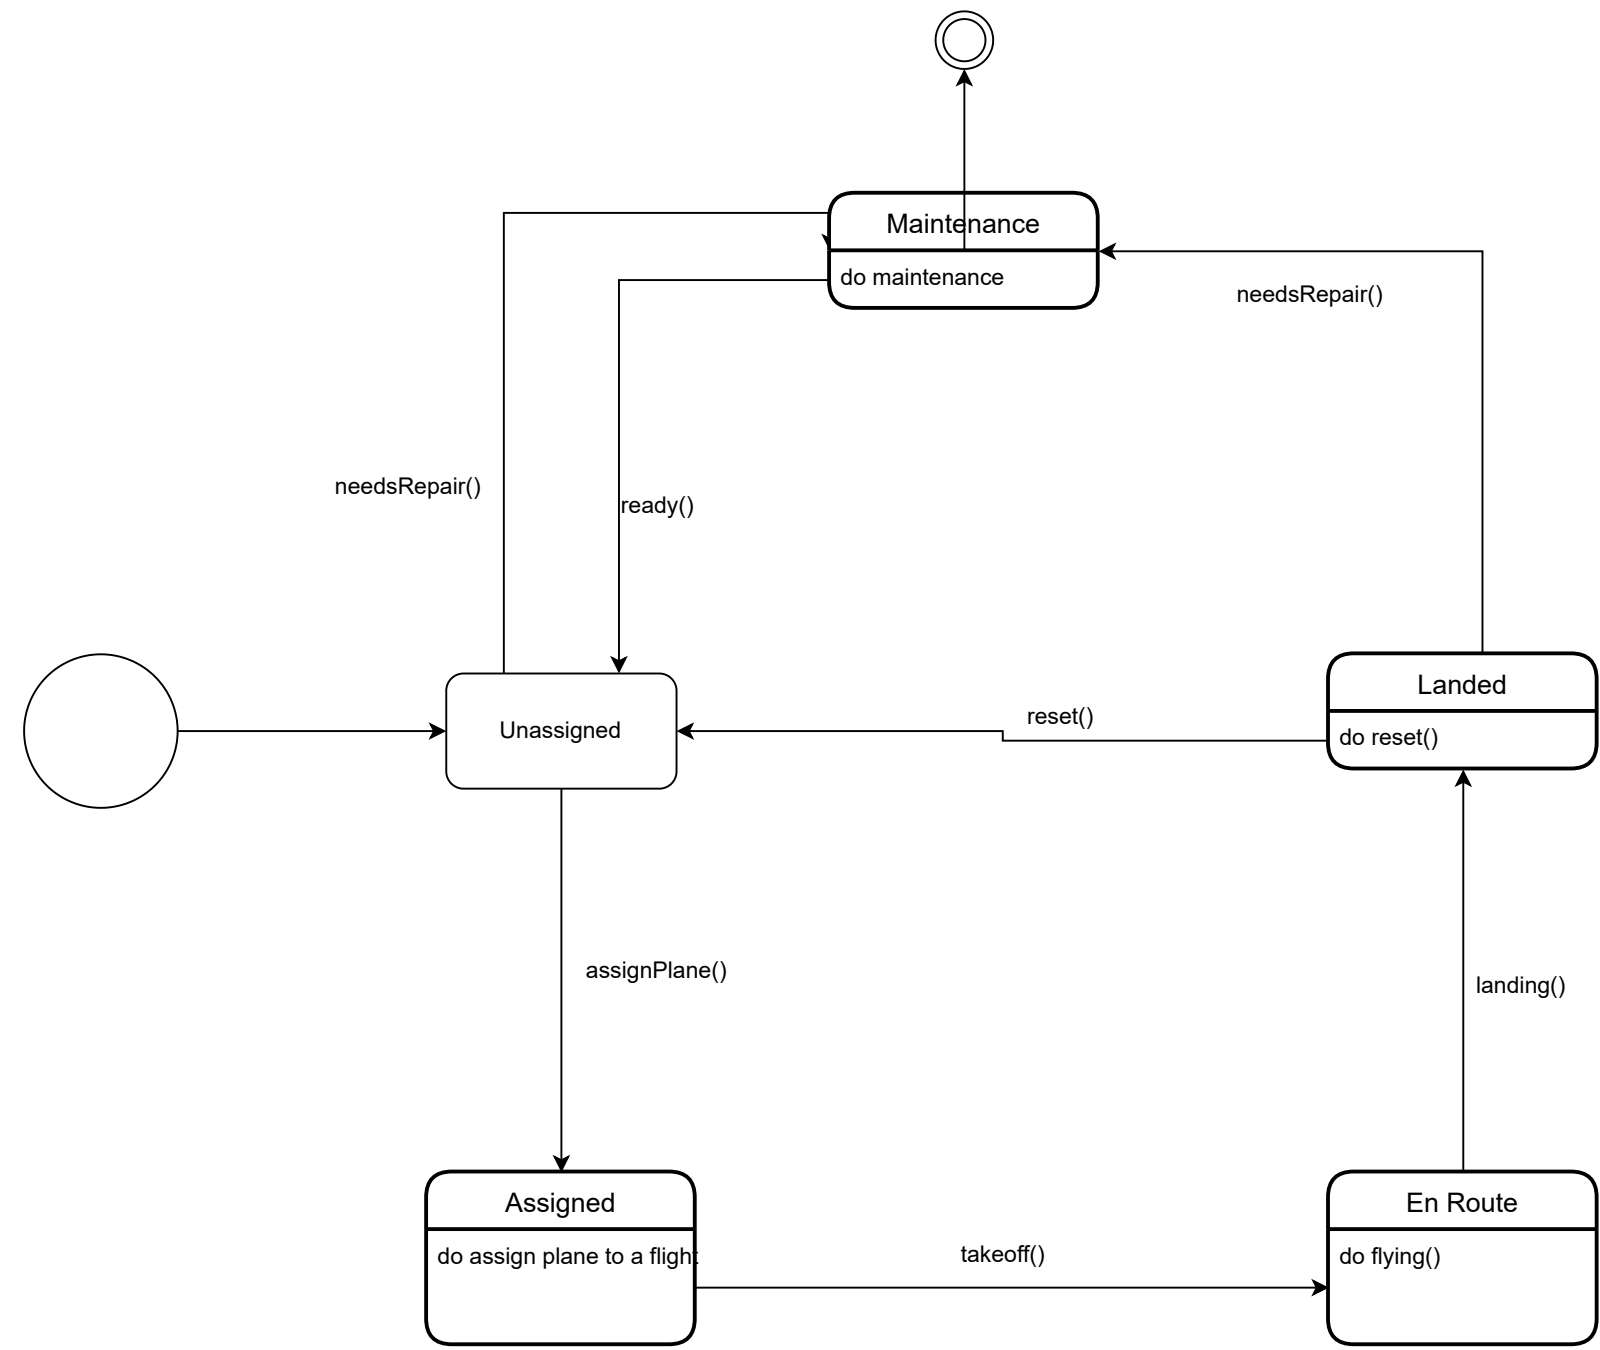 Maintenance
do maintenance
needsRepair()
needsRepair()
ready()
Unassigned
reset()
Landed
do reset()
assignPlane()
landing()
Assigned
do assign plane to a flight
takeoff()
En Route
do flying()